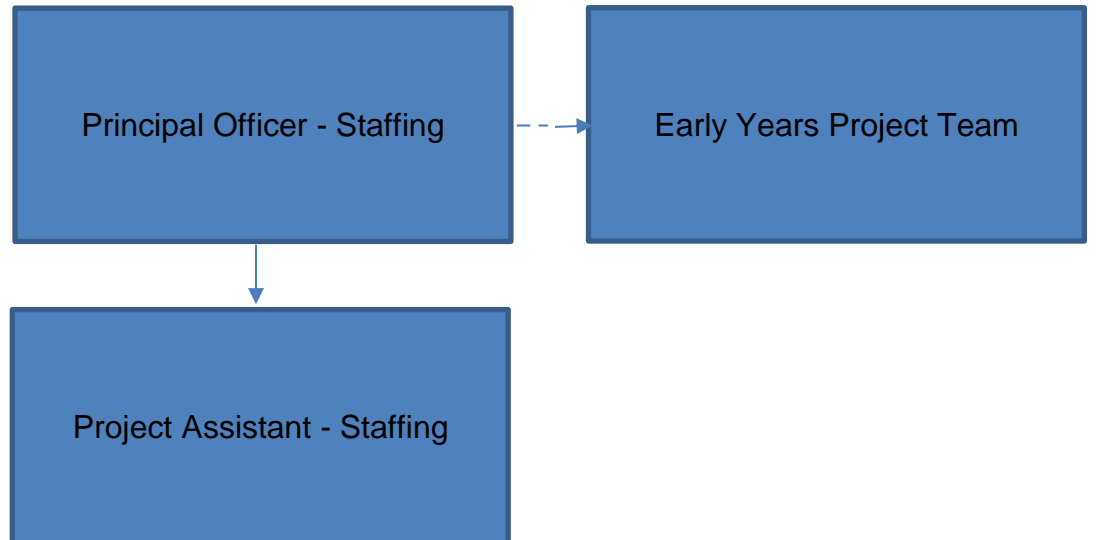 Principal Officer - Staffing
Early Years Project Team
Project Assistant - Staffing